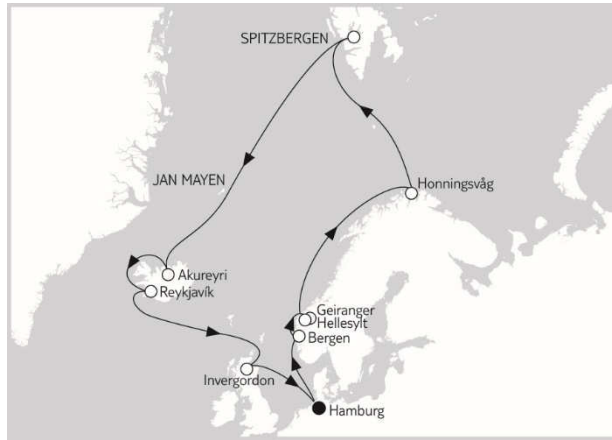 SPITZBERGEN
JAN MAYEN
Honningsvåg
Akureyri
Reykjavík
Geiranger
Hellesylt
Bergen
Invergordon
Hamburg